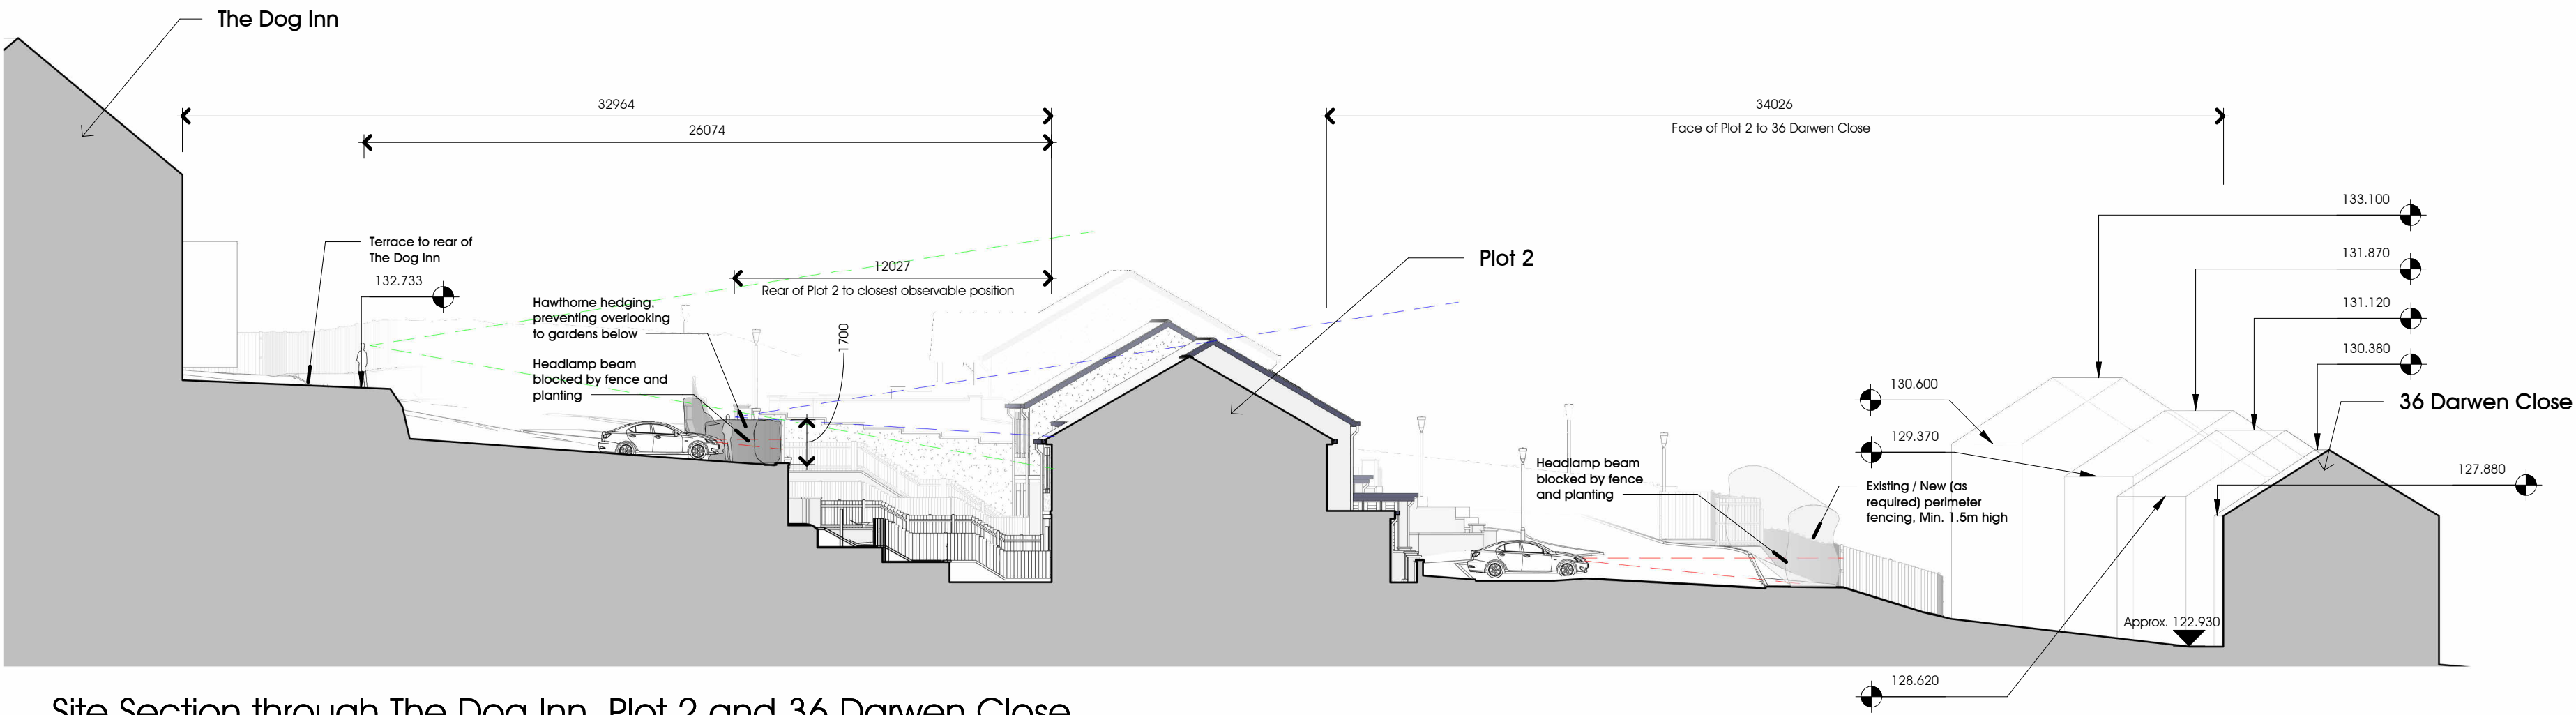 The Dog Inn
32964
26074
34026
Face of Plot 2 to 36 Darwen Close
133.100
Terrace to rear of
The Dog Inn
132.733
12027
Rear of Plot 2 to closest observable position
Plot 2
131.870
Hawthorne hedging,
preventing overlooking
to gardens below
1700
131.120
Headlamp beam
blocked by fence and
planting
130.380
130.600
36 Darwen Close
129.370
Headlamp beam
blocked by fence
and planting
127.880
Existing / New (as
required) perimeter
fencing, Min. 1.5m high
Approx. 122.930
128.620
Site Section through The Dog Inn, Plot 2 and 36 Darwen Close